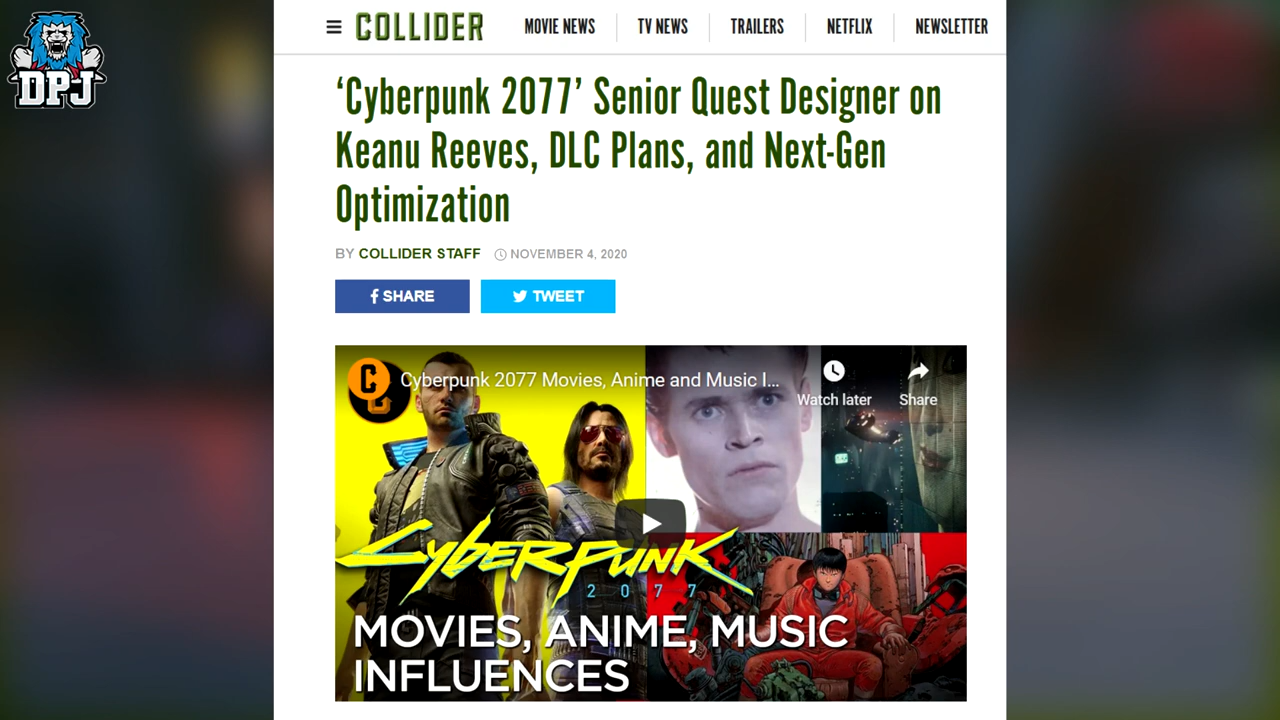 DPJ
COLLIDER
MOVIE NEWS
TV NEWS
TRAILERS
NETFLIX
NEWSLETTER
‘Cyberpunk 2077’ Senior Quest Designer on
Keanu Reeves, DLC Plans, and Next-Gen
Optimization
BY COLLIDER STAFF NOVEMBER 4, 2020
SHARE
TWEET
Cyberpunk 2077 Movies, Anime and Music I...
Watch later
Share
Cyberpunk
2077
MOVIES, ANIME, MUSIC
INFLUENCES